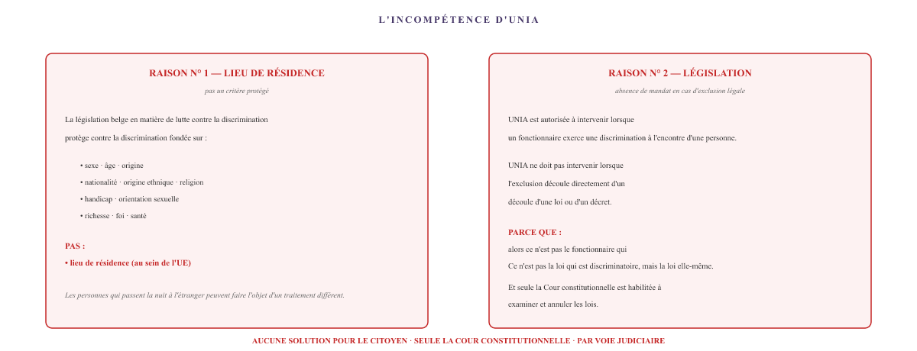 L'INCOMPÉTENCE D'UNIA
RAISON N° 1 — LIEU DE RÉSIDENCE
pas un critère protégé
La législation belge en matière de lutte contre la discrimination
protège contre la discrimination fondée sur :
• sexe · âge · origine
• nationalité · origine ethnique · religion
• handicap · orientation sexuelle
• richesse · foi · santé
PAS :
• lieu de résidence (au sein de l'UE)
Les personnes qui passent la nuit à l'étranger peuvent faire l'objet d'un traitement différent.
RAISON N° 2 — LÉGISLATION
absence de mandat en cas d'exclusion légale
UNIA est autorisée à intervenir lorsque
un fonctionnaire exerce une discrimination à l'encontre d'une personne.
UNIA ne doit pas intervenir lorsque
l'exclusion découle directement d'un
découle d'une loi ou d'un décret.
PARCE QUE :
alors ce n'est pas le fonctionnaire qui
Ce n'est pas la loi qui est discriminatoire, mais la loi elle-même.
Et seule la Cour constitutionnelle est habilitée à
examiner et annuler les lois.
AUCUNE SOLUTION POUR LE CITOYEN · SEULE LA COUR CONSTITUTIONNELLE · PAR VOIE JUDICIAIRE